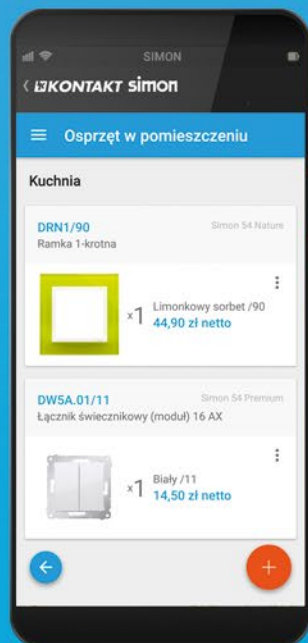 SIMON
KONTAKT simon
Osprzęt w pomieszczeniu
Kuchnia
DRN1/90 Simon 54 Nature
Ramka 1-krotna
x1 Limonkowy sorbet /90
44,90 zł netto
DW5A.01/11 Simon 54 Premium
Łącznik świecznikowy (moduł) 16 AX
x1 Biały /11
14,50 zł netto